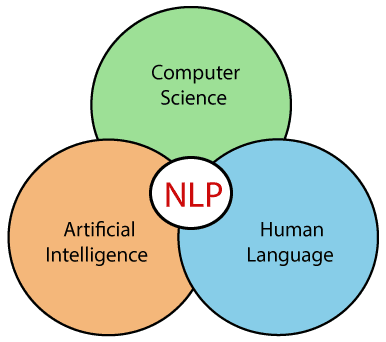 Computer
Science
NLP
Artificial
Intelligence
Human
Language